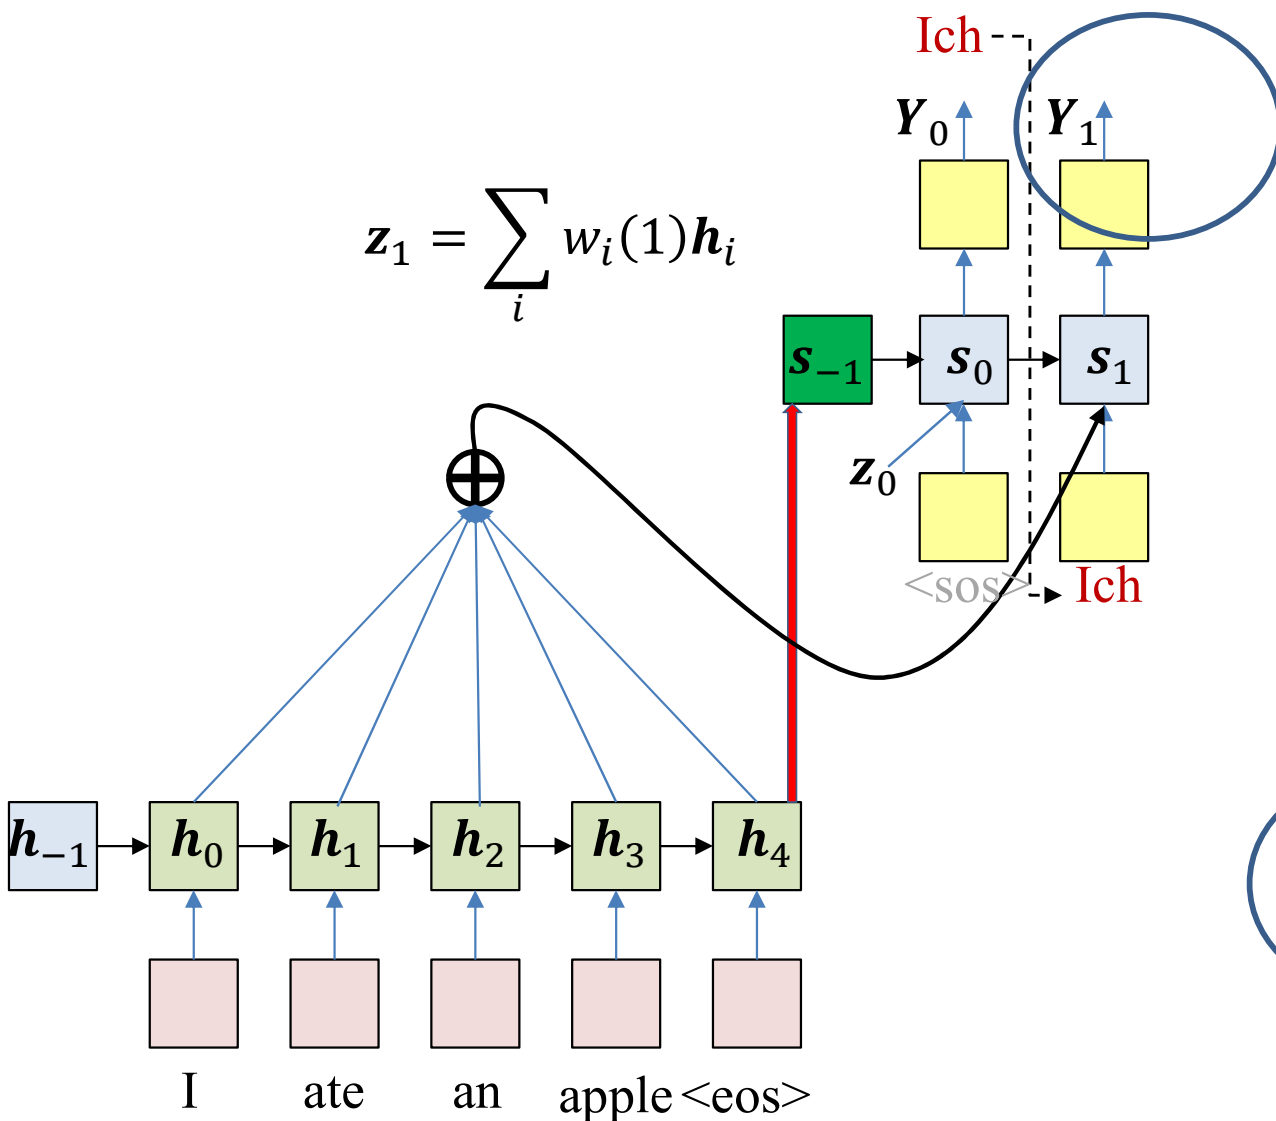 Ich
Y₀ Y₁
z₁ = ∑ᵢ wᵢ(1)hᵢ
s₋₁ s₀ s₁
z₀
<sos> Ich
h₋₁ h₀ h₁ h₂ h₃ h₄
I ate an apple <eos>